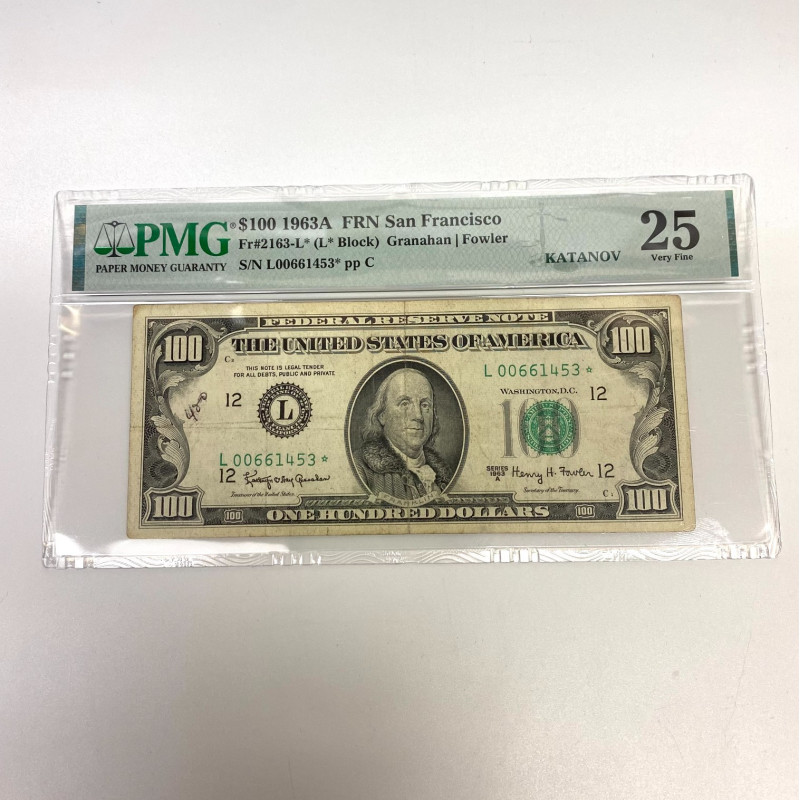 PMG®
PAPER MONEY GUARANTY
$100 1963A FRN San Francisco
Fr#2163-L* (L* Block) Granahan | Fowler
S/N L00661453* pp C
KATANOV
25
Very Fine
FEDERAL RESERVE NOTE
100
THE UNITED STATES OF AMERICA
100
THIS NOTE IS LEGAL TENDER
FOR ALL DEBTS, PUBLIC AND PRIVATE
L 00661453 *
WASHINGTON, D.C.
12
L
100
12
L 00661453 *
12
SERIES
1963
A
Henry H. Fowler
12
Treasurer of the United States
FRANKLIN
Secretary of the Treasury
100
100
ONE HUNDRED DOLLARS
100
100